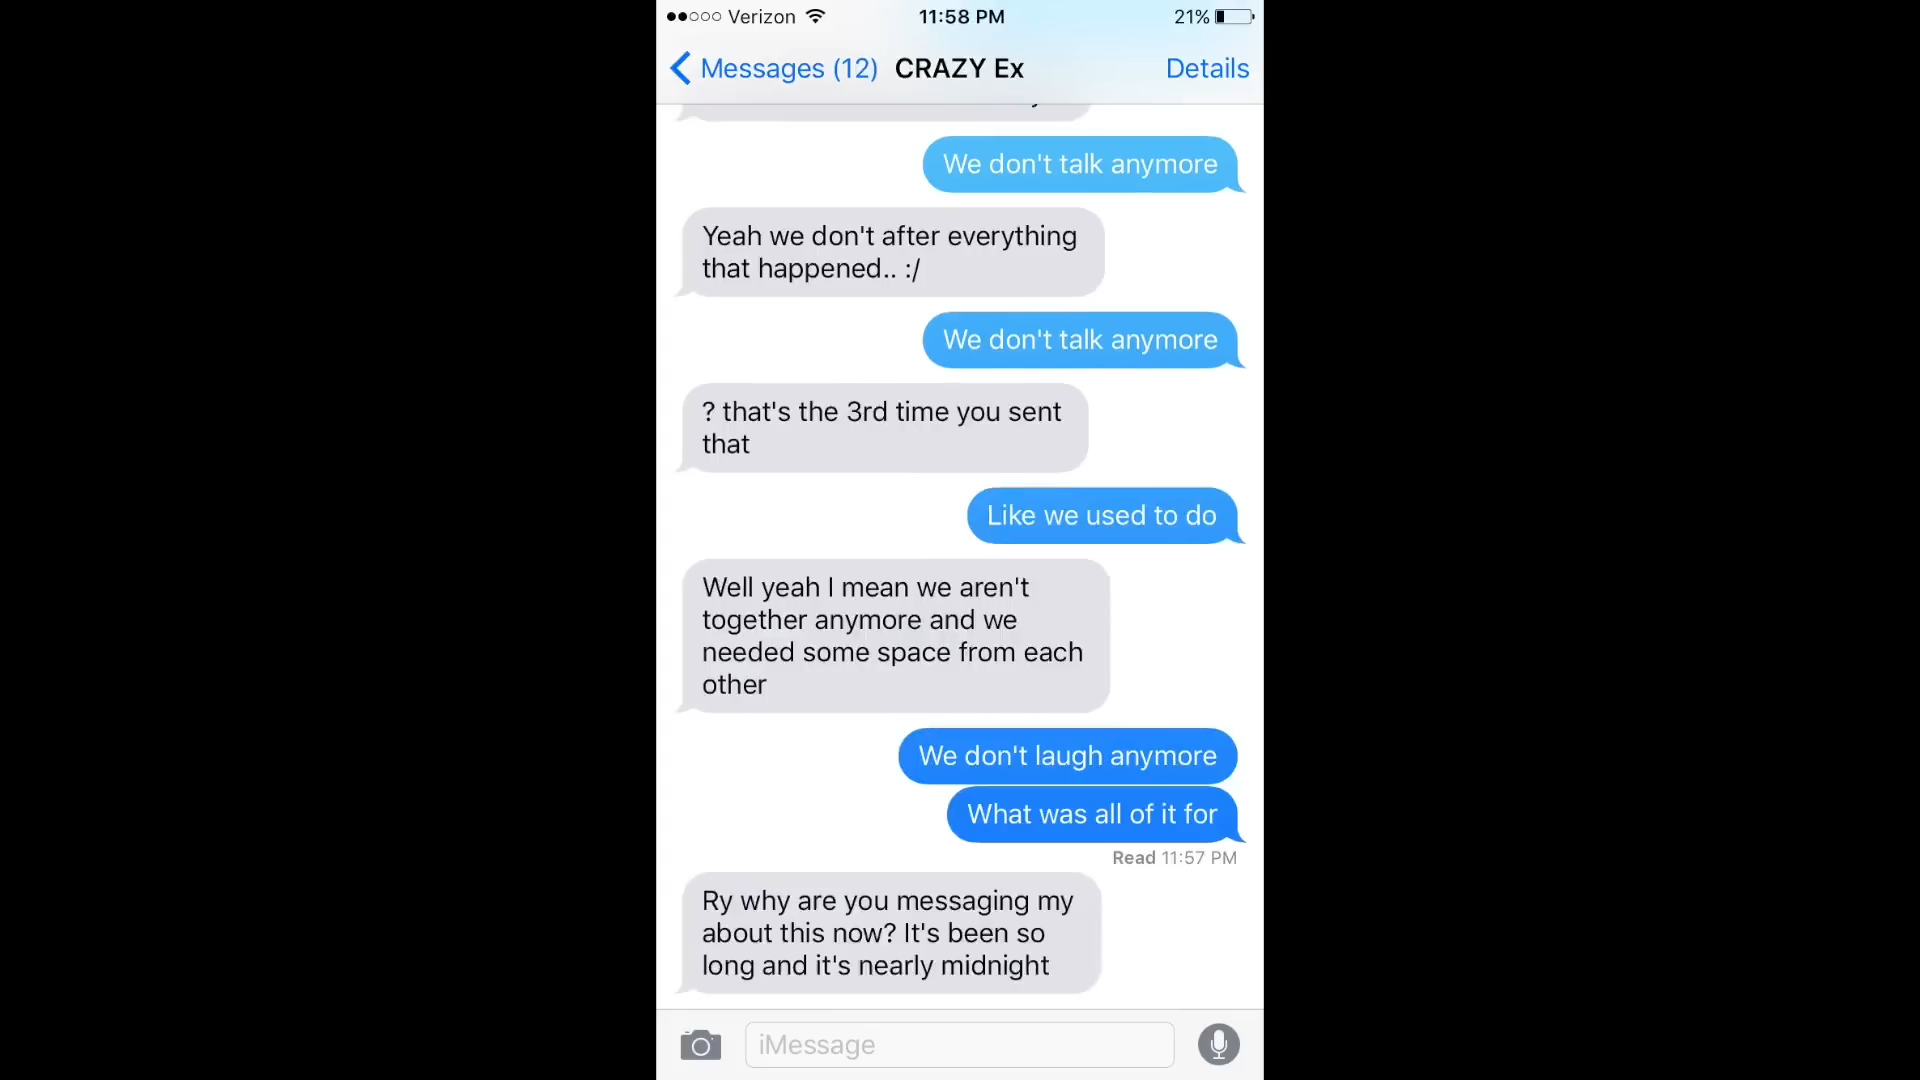 Verizon 11:58 PM 21%
Messages (12) CRAZY Ex Details
We don't talk anymore
Yeah we don't after everything
that happened.. :/
We don't talk anymore
? that's the 3rd time you sent
that
Like we used to do
Well yeah I mean we aren't
together anymore and we
needed some space from each
other
We don't laugh anymore
What was all of it for
Read 11:57 PM
Ry why are you messaging my
about this now? It's been so
long and it's nearly midnight
iMessage